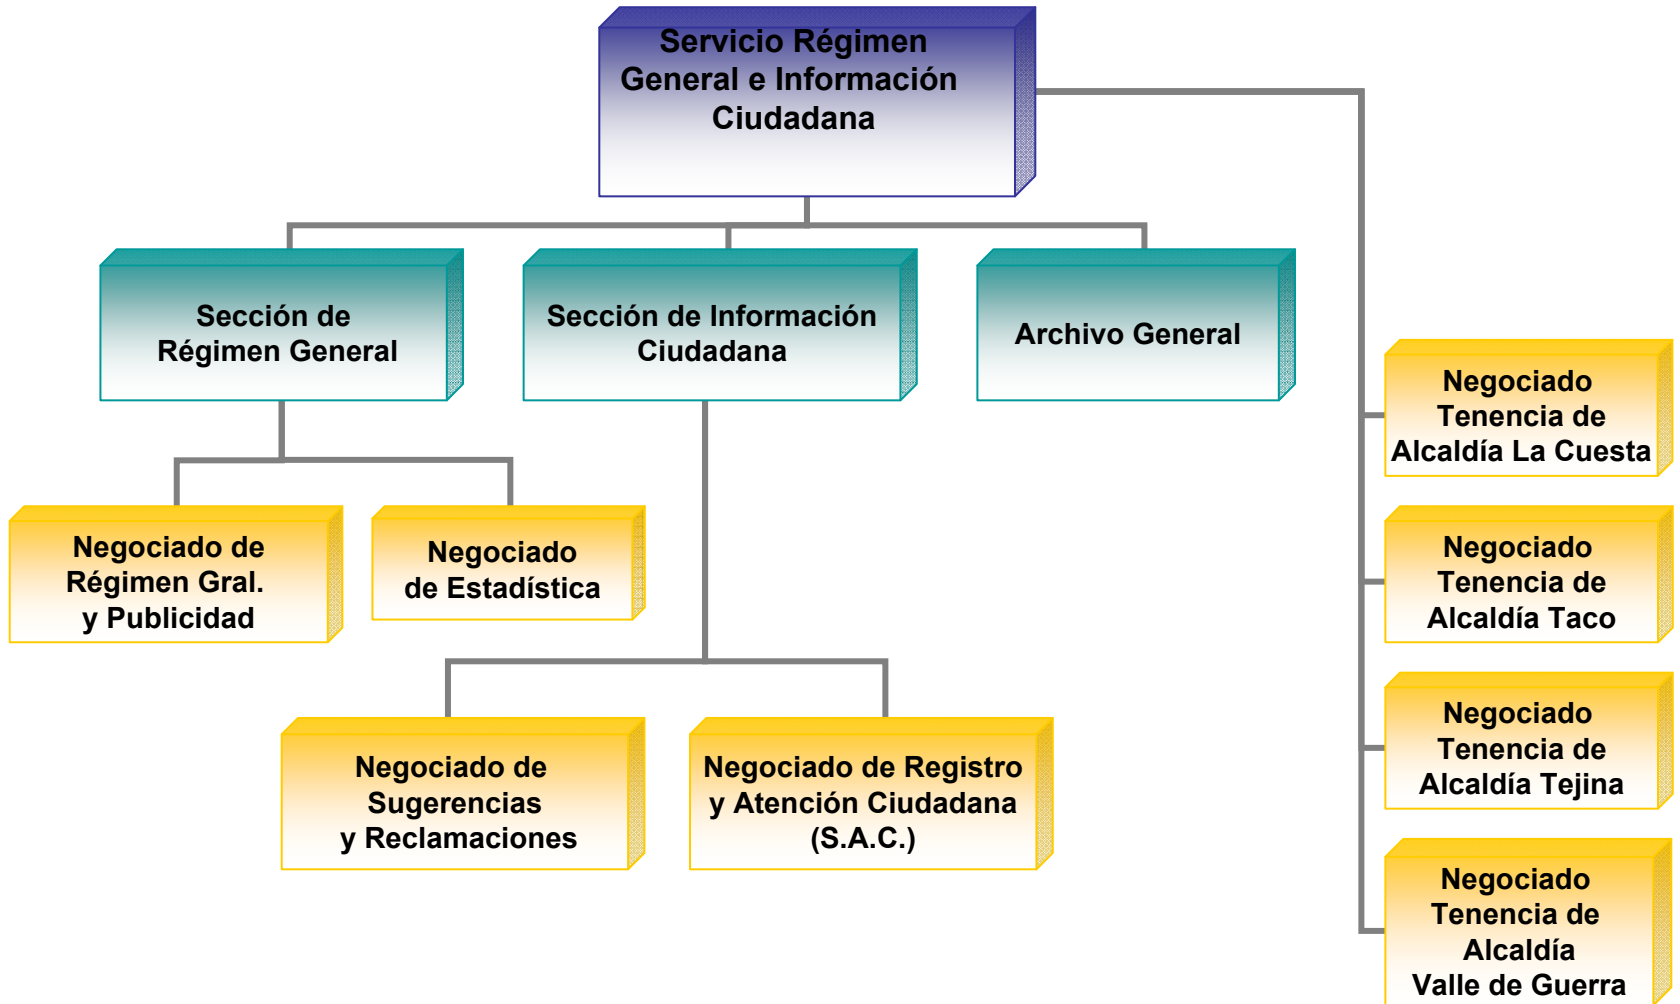 Servicio Régimen
General e Información
Ciudadana
Sección de
Régimen General
Sección de Información
Ciudadana
Archivo General
Negociado
Tenencia de
Alcaldía La Cuesta
Negociado de
Régimen Gral.
y Publicidad
Negociado
de Estadística
Negociado
Tenencia de
Alcaldía Taco
Negociado de
Sugerencias
y Reclamaciones
Negociado de Registro
y Atención Ciudadana
(S.A.C.)
Negociado
Tenencia de
Alcaldía Tejina
Negociado
Tenencia de
Alcaldía
Valle de Guerra